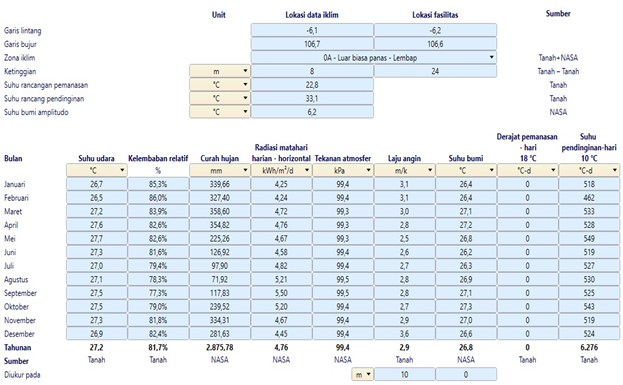 Unit Lokasi data iklim Lokasi fasilitas Sumber
Garis lintang -6,1 -6,2
Garis bujur 106,7 106,6
Zona iklim 0A - Luar biasa panas - Lembap Tanah+NASA
Ketinggian m 8 24 Tanah – Tanah
Suhu rancangan pemanasan °C 22,8 Tanah
Suhu rancang pendinginan °C 33,1 Tanah
Suhu bumi amplitudo °C 6,2 NASA
Bulan Suhu udara Kelembaban relatif Curah hujan Radiasi matahari harian - horizontal Tekanan atmosfer Laju angin Suhu bumi Derajat pemanasan - hari 18 °C Suhu pendinginan-hari 10 °C
°C % mm kWh/m²/d kPa m/k °C °C-d °C-d
Januari 26,7 85,3% 339,66 4,25 99,4 3,1 26,4 0 518
Februari 26,5 86,0% 327,40 4,24 99,4 3,1 26,4 0 462
Maret 27,2 83,9% 358,60 4,72 99,3 3,0 27,1 0 533
April 27,6 82,6% 354,82 4,76 99,3 2,8 27,2 0 528
Mei 27,7 82,6% 225,26 4,67 99,3 2,5 26,8 0 549
Juni 27,3 81,6% 126,92 4,58 99,4 2,6 26,2 0 519
Juli 27,0 79,4% 97,90 4,82 99,4 2,7 26,3 0 527
Agustus 27,1 78,3% 71,92 5,21 99,5 2,8 26,9 0 530
September 27,5 77,3% 117,83 5,50 99,5 2,8 27,1 0 525
Oktober 27,5 79,0% 239,52 5,20 99,4 2,7 27,3 0 543
November 27,3 81,8% 334,31 4,67 99,4 2,9 27,0 0 519
Desember 26,9 82,4% 281,63 4,45 99,4 3,6 26,6 0 524
Tahunan 27,2 81,7% 2.875,78 4,76 99,4 2,9 26,8 0 6.276
Sumber Tanah Tanah NASA NASA NASA Tanah NASA Tanah Tanah
Diukur pada m 10 0